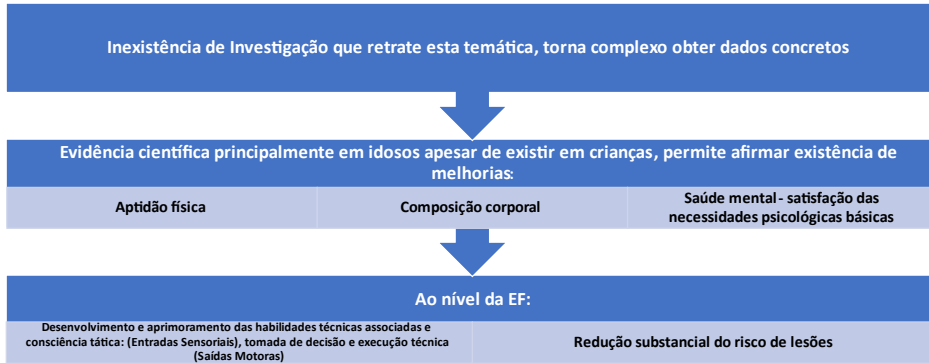 Inexistência de Investigação que retrate esta temática, torna complexo obter dados concretos
Evidência científica principalmente em idosos apesar de existir em crianças, permite afirmar existência de
melhorias:
Aptidão física
Composição corporal
Saúde mental - satisfação das
necessidades psicológicas básicas
Ao nível da EF:
Desenvolvimento e aprimoramento das habilidades técnicas associadas e
consciência tática: (Entradas Sensoriais), tomada de decisão e execução técnica
(Saídas Motoras)
Redução substancial do risco de lesões